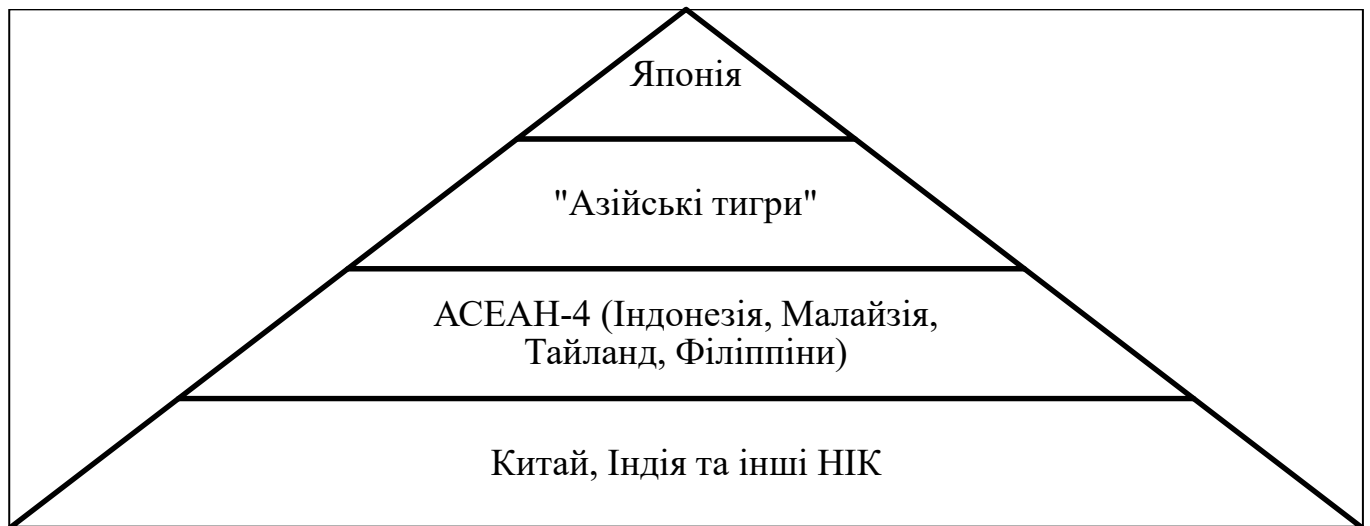 Японія
"Азійські тигри"
АСЕАН-4 (Індонезія, Малайзія,
Тайланд, Філіппіни)
Китай, Індія та інші НІК